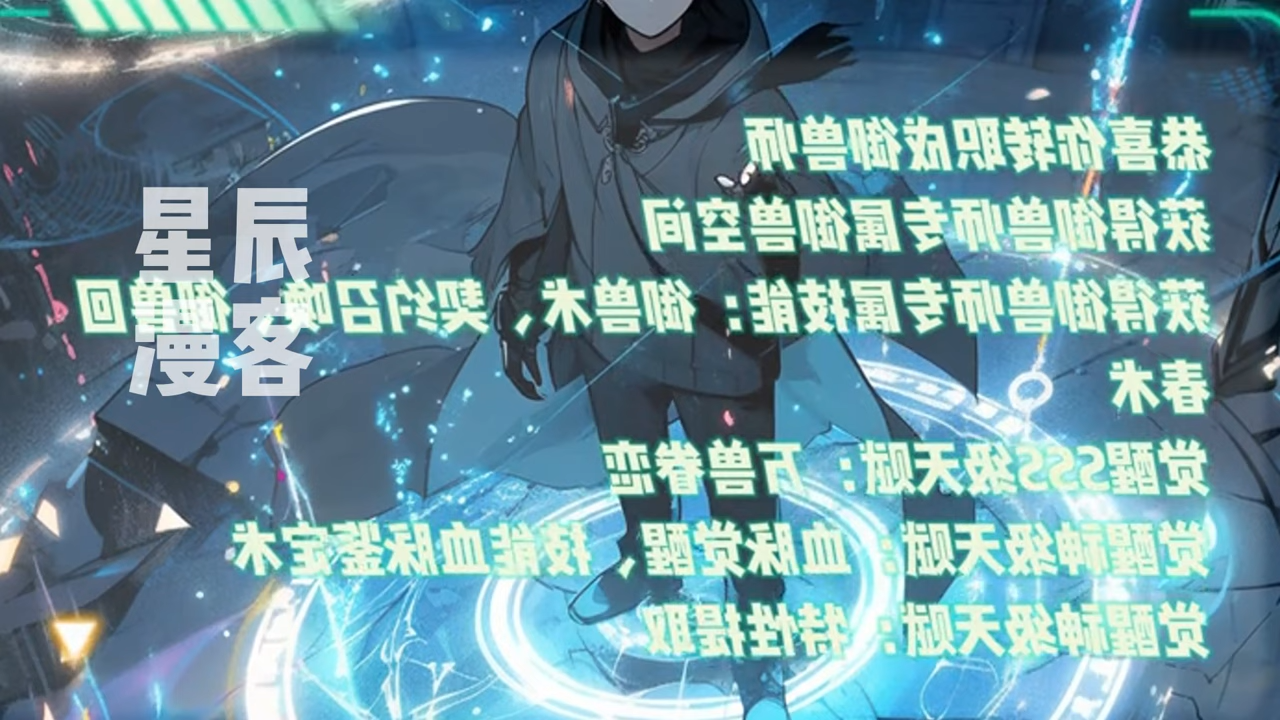 恭喜你转职成御兽师
获得御兽师专属御兽空间
获得御兽师专属技能：御兽术、契约召唤、御兽回
春术
觉醒SSS级天赋：万兽眷恋
觉醒神级天赋：血脉觉醒、技能血脉鉴定术
觉醒神级天赋：特性提取
星辰
漫客